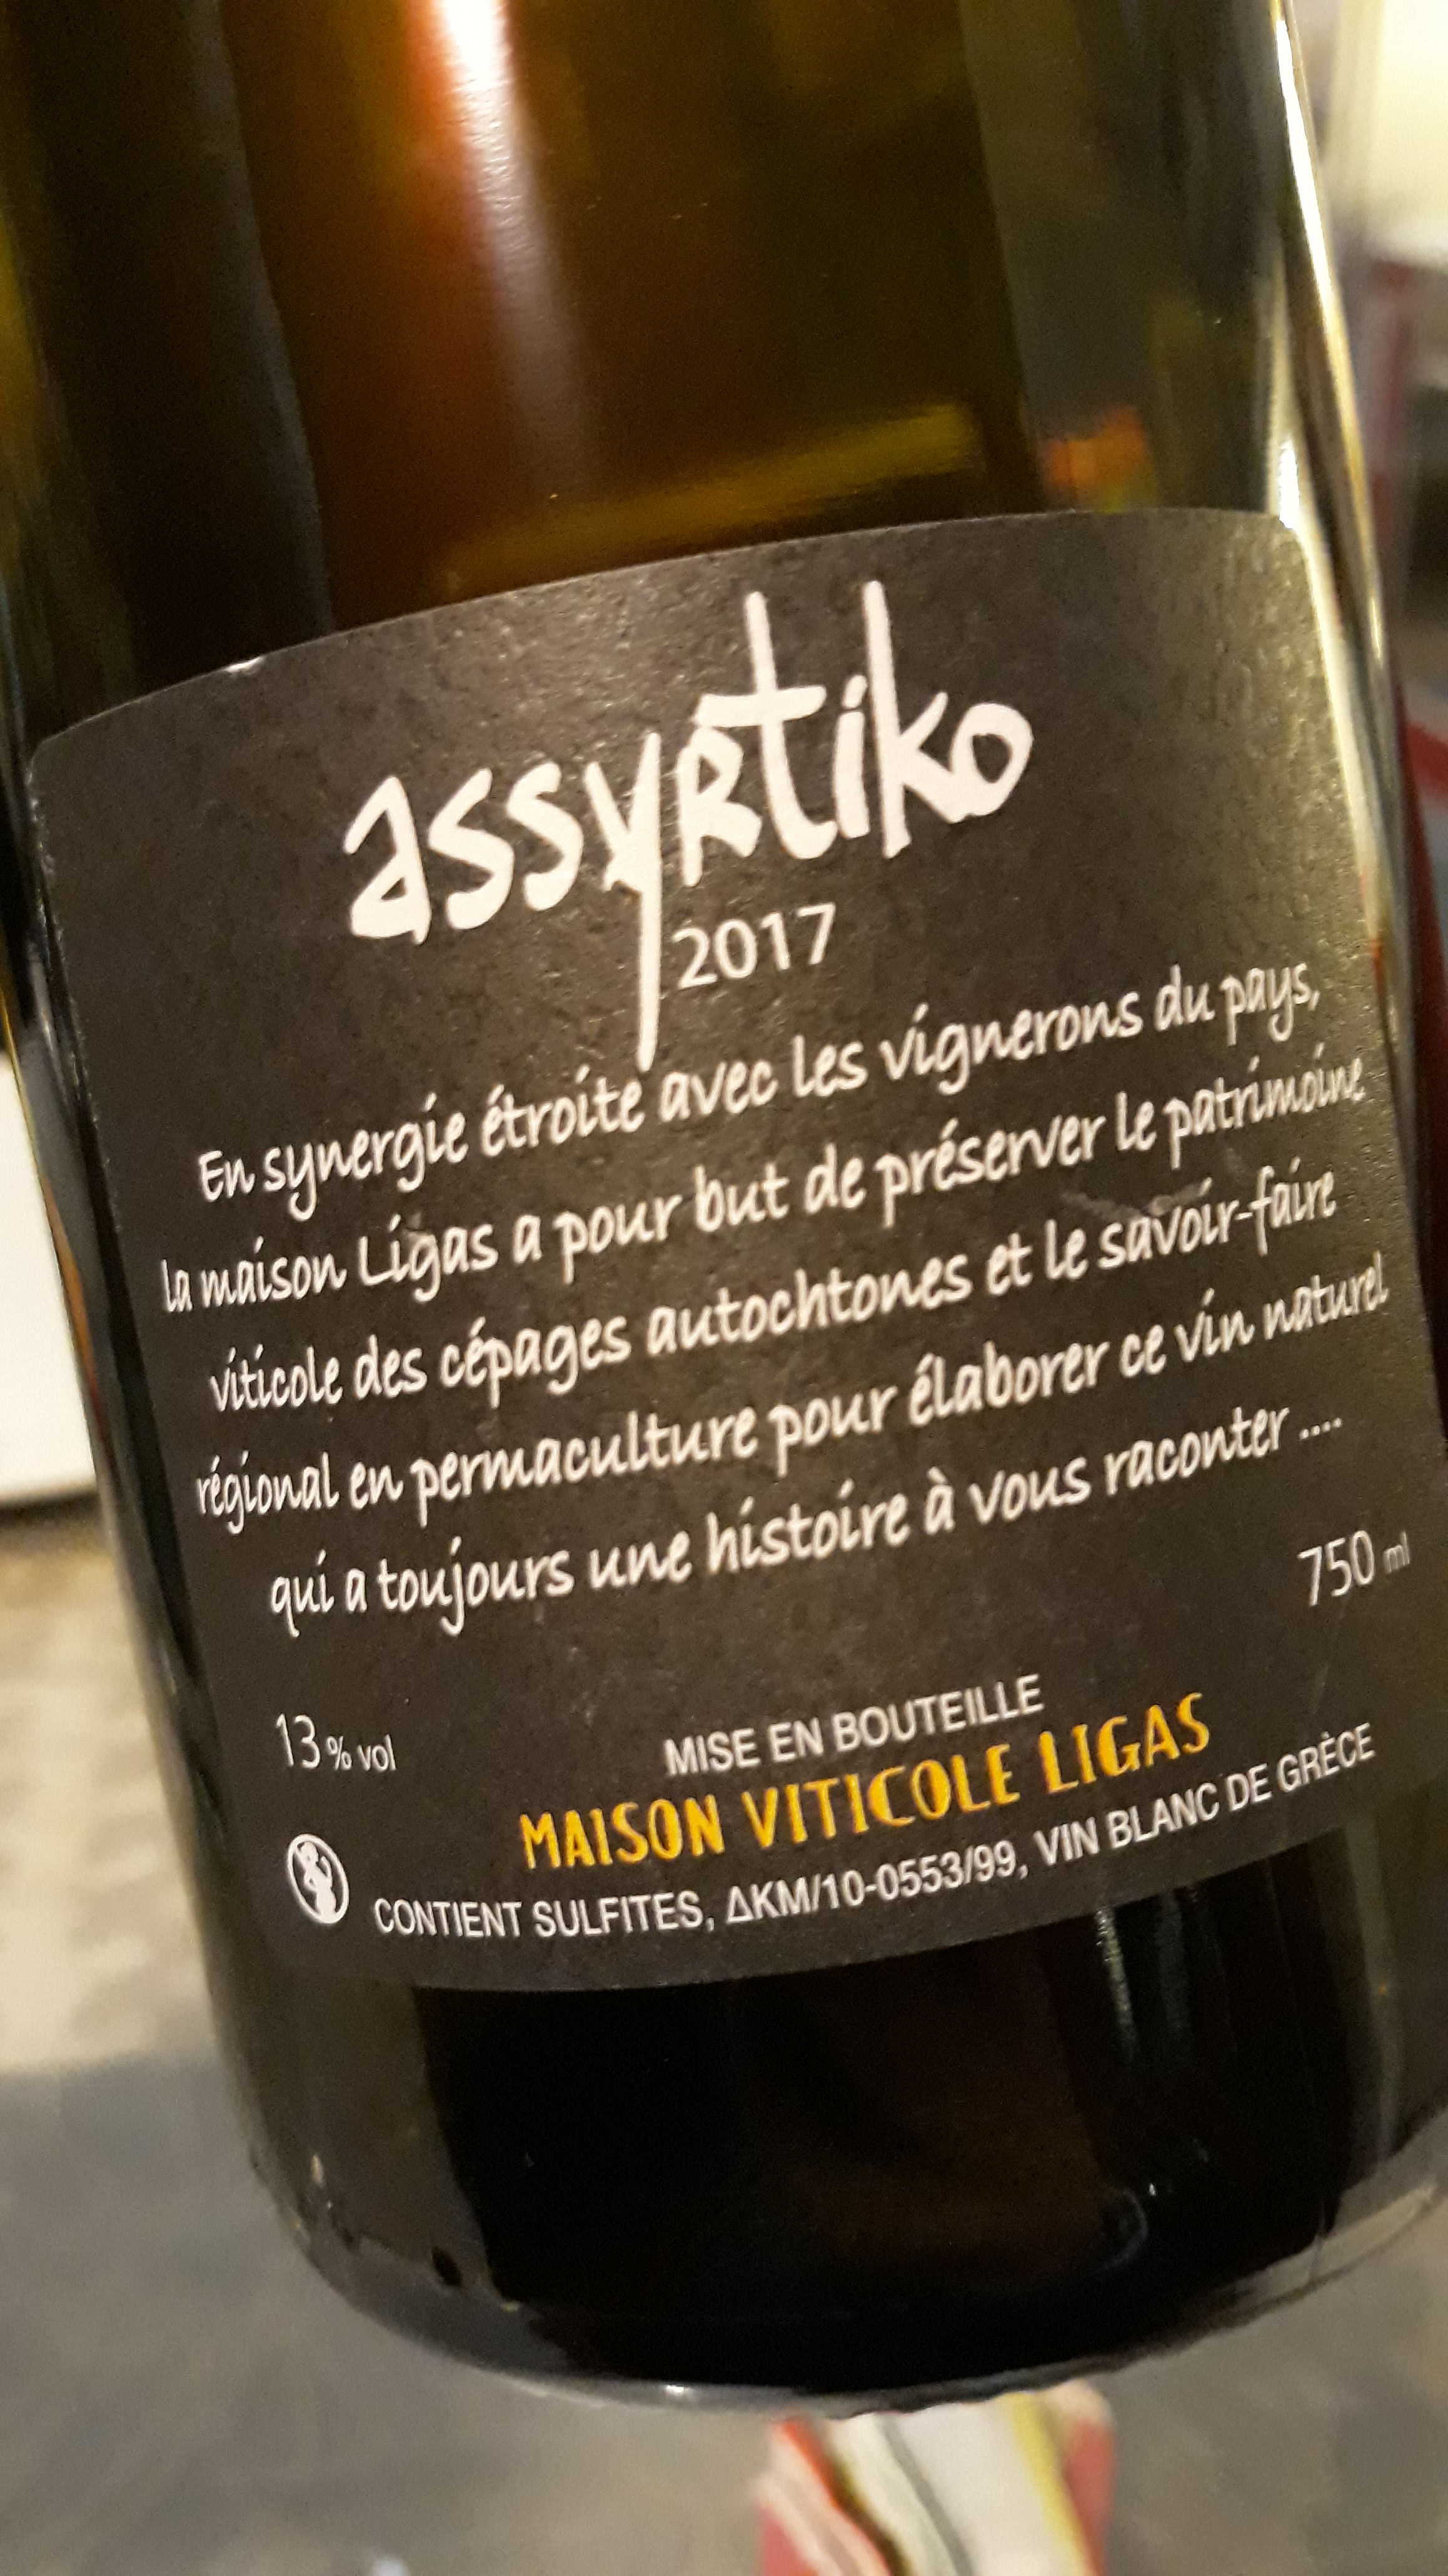 assyrtiko
2017
En synergie étroite avec les vignerons du pays,
la maison Ligas a pour but de préserver le patrimoine
viticole des cépages autochtones et le savoir-faire
régional en permaculture pour élaborer ce vin naturel
qui a toujours une histoire à vous raconter ....
750 ml
13 % vol
MISE EN BOUTEILLE
MAISON VITICOLE LIGAS
CONTIENT SULFITES, ΔKM/10-0553/99, VIN BLANC DE GRÈCE